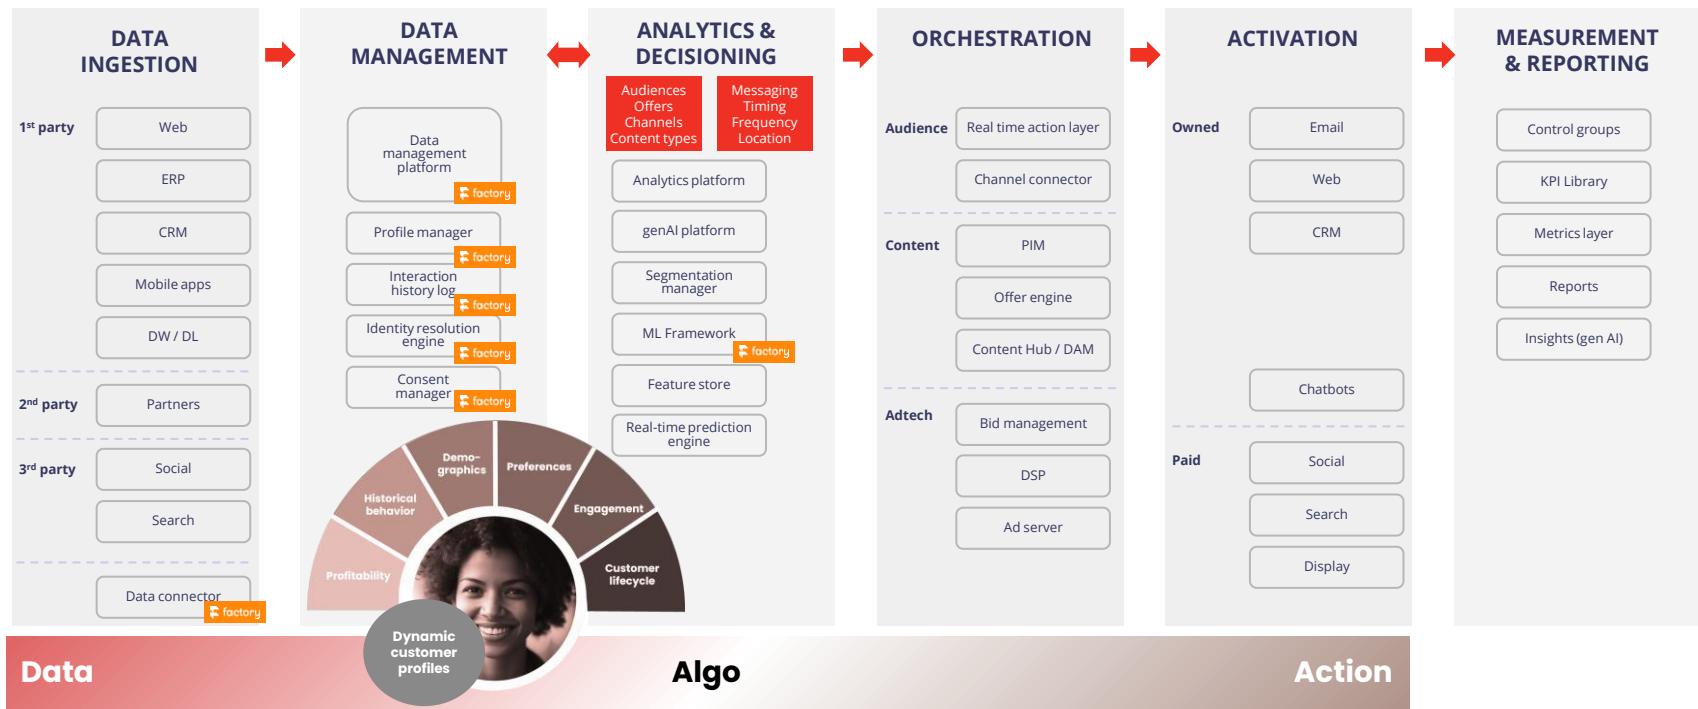 DATA
INGESTION
1st party
Web
ERP
CRM
Mobile apps
DW / DL
2nd party
Partners
3rd party
Social
Search
Data connector
factory
DATA
MANAGEMENT
Data
management
platform
factory
Profile manager
factory
Interaction
history log
factory
Identity resolution
engine
factory
Consent
manager
factory
ANALYTICS &
DECISIONING
Audiences
Offers
Channels
Content types
Messaging
Timing
Frequency
Location
Analytics platform
genAI platform
Segmentation
manager
ML Framework
factory
Feature store
Real-time prediction
engine
Profitability
Historical
behavior
Demo-
graphics
Preferences
Engagement
Customer
lifecycle
Dynamic
customer
profiles
ORCHESTRATION
Audience
Real time action layer
Channel connector
Content
PIM
Offer engine
Content Hub / DAM
Adtech
Bid management
DSP
Ad server
ACTIVATION
Owned
Email
Web
CRM
Chatbots
Paid
Social
Search
Display
MEASUREMENT
& REPORTING
Control groups
KPI Library
Metrics layer
Reports
Insights (gen AI)
Data
Algo
Action